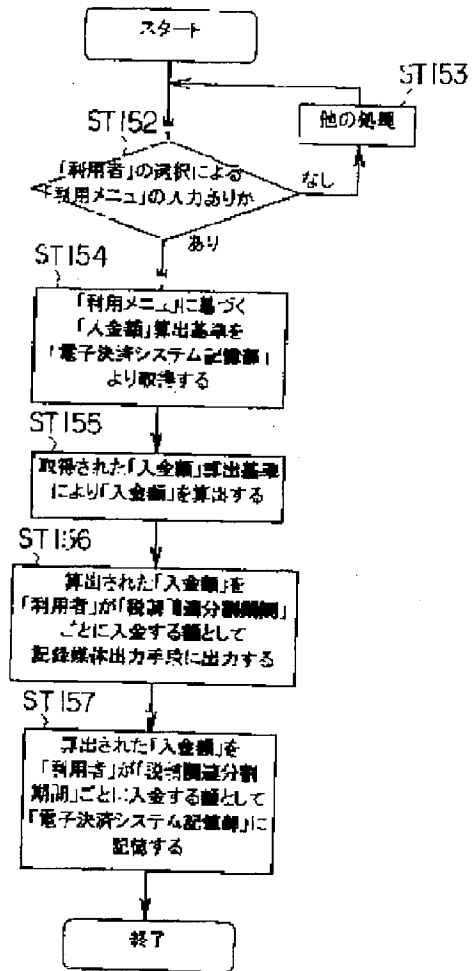 スタート
ST153
他の処理
ST152
「利用者」の選択による
「利用メニュ」の入力ありか
なし
あり
ST154
「利用メニュ」に基づく
「入金額」算出基準を
「電子決済システム記憶部」
より取得する
ST155
取得された「入金額」算出基準
により「入金額」を算出する
ST156
算出された「入金額」を
「利用者」が「税務関連分割期間」
ごとに入金する額として
記録媒体出力手段に出力する
ST157
算出された「入金額」を
「利用者」が「税務関連分割
期間」ごとに入金する額として
「電子決済システム記憶部」に
記憶する
終了